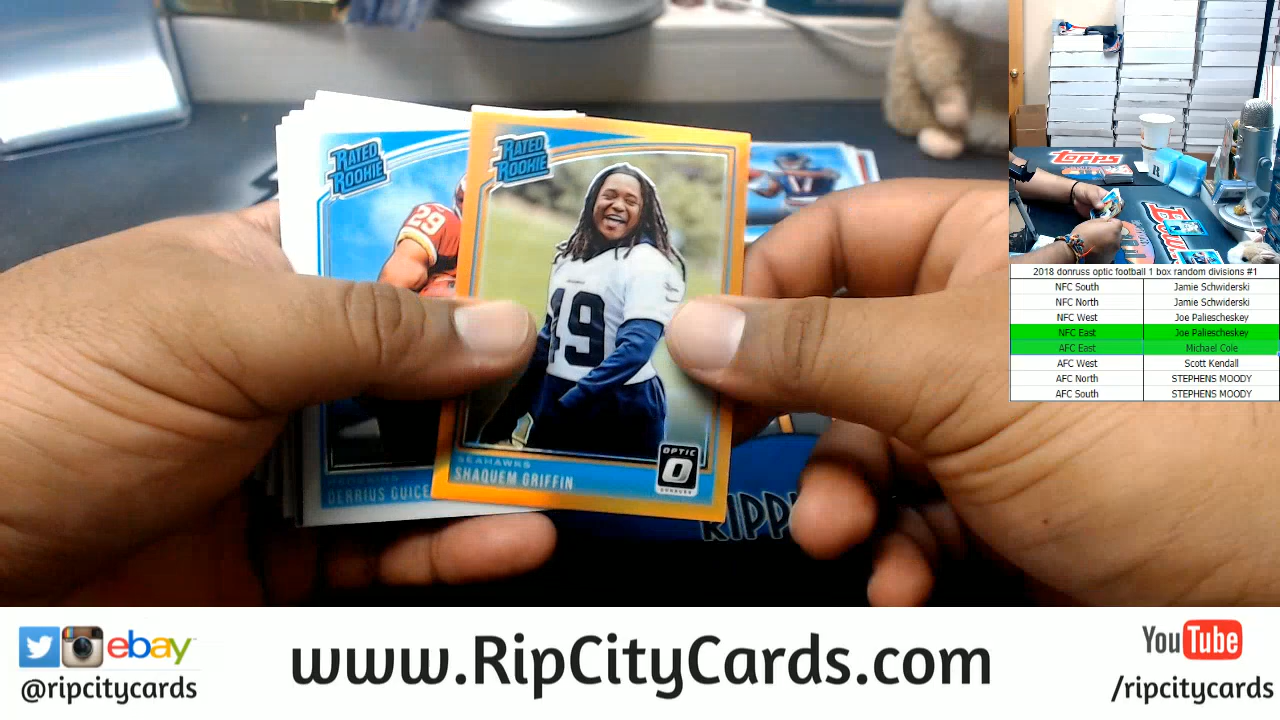 RATED
ROOKIE
29
DERRIUS GUICE
RATED
ROOKIE
49
SEAHAWKS
SHAQUEM GRIFFIN
OPTIC
DONRUSS
17
RIPP
topps
2018 donruss optic football 1 box random divisions #1
NFC South Jamie Schwiderski
NFC North Jamie Schwiderski
NFC West Joe Paliescheskey
NFC East Joe Paliescheskey
AFC East Michael Cole
AFC West Scott Kendall
AFC North STEPHENS MOODY
AFC South STEPHENS MOODY
ebay
@ripcitycards
www.RipCityCards.com
YouTube
/ripcitycards